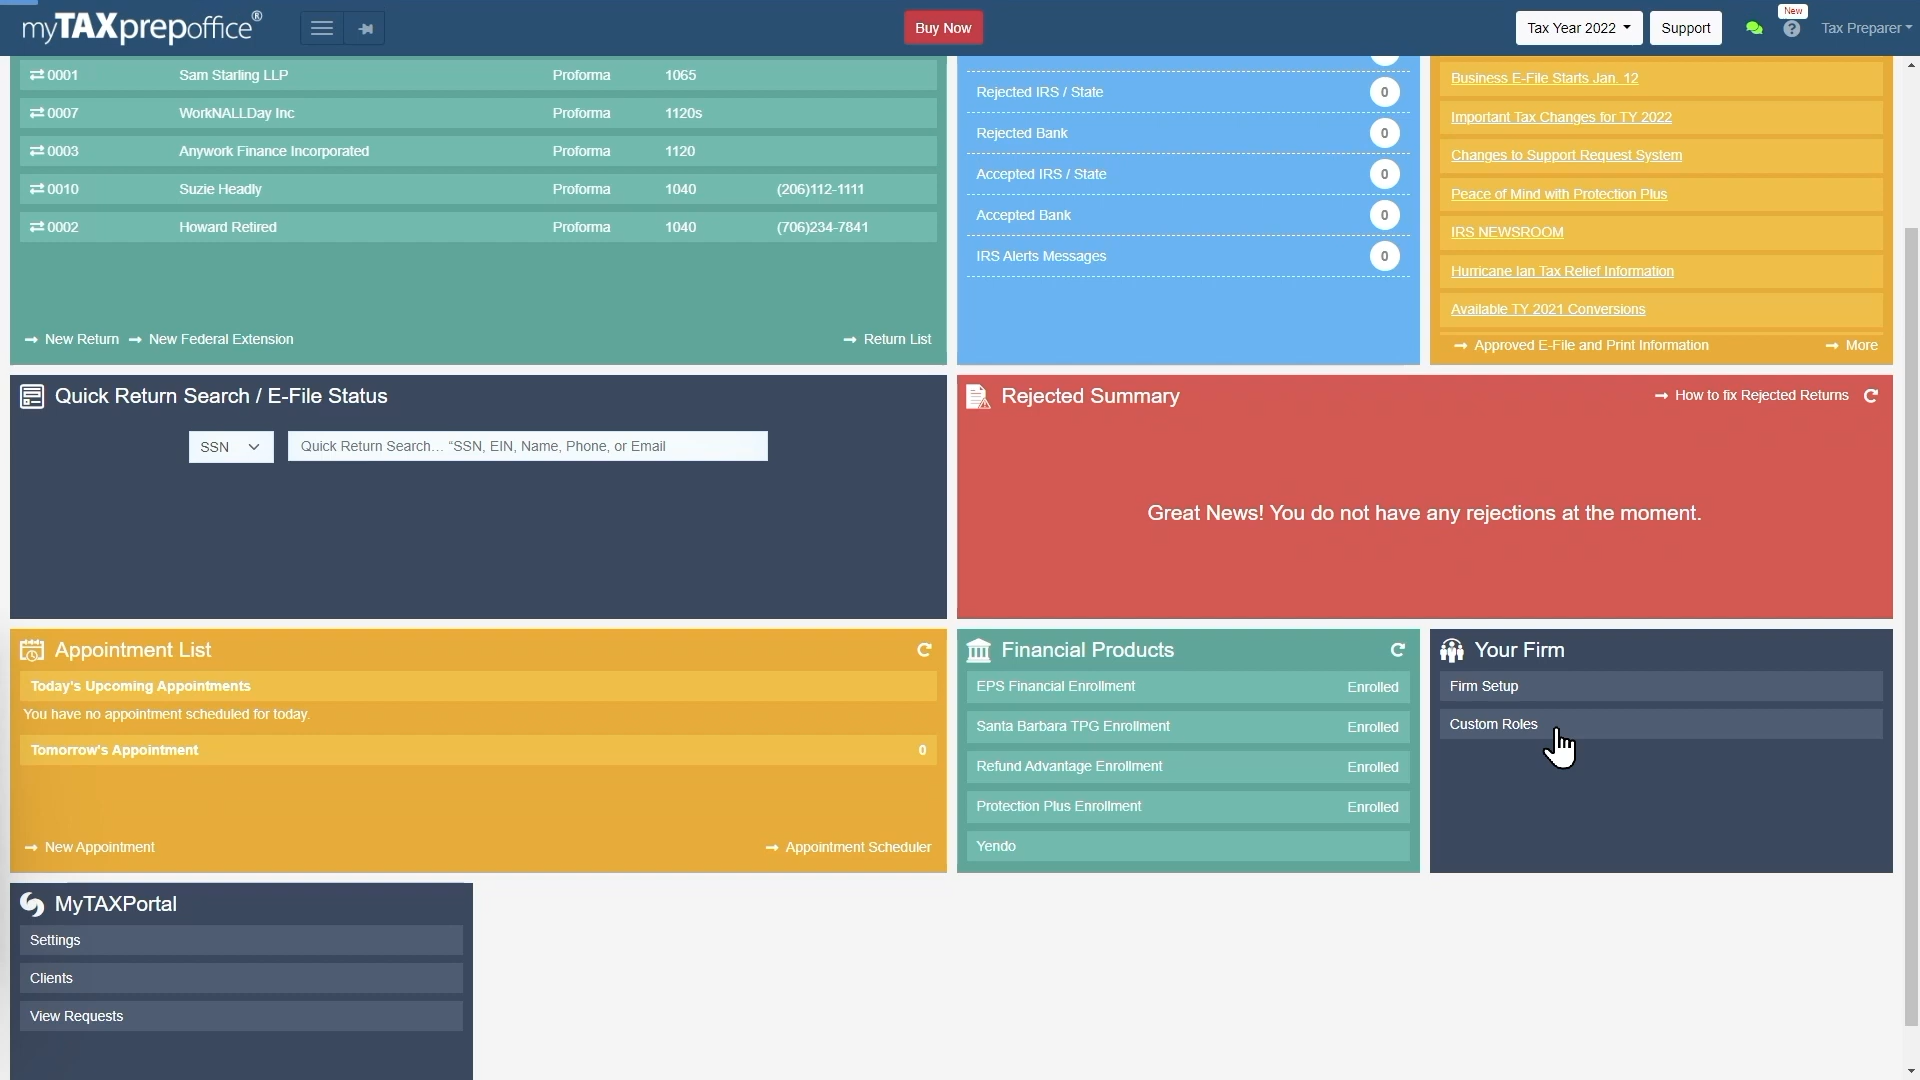 myTAXprepoffice®
Buy Now
Tax Year 2022
Support
New
Tax Preparer
0001 Sam Starling LLP Proforma 1065
0007 WorkNALLDay Inc Proforma 1120s
0003 Anywork Finance Incorporated Proforma 1120
0010 Suzie Headly Proforma 1040 (206)112-1111
0002 Howard Retired Proforma 1040 (706)234-7841
New Return New Federal Extension Return List
Rejected IRS / State 0
Rejected Bank 0
Accepted IRS / State 0
Accepted Bank 0
IRS Alerts Messages 0
Business E-File Starts Jan. 12
Important Tax Changes for TY 2022
Changes to Support Request System
Peace of Mind with Protection Plus
IRS NEWSROOM
Hurricane Ian Tax Relief Information
Available TY 2021 Conversions
Approved E-File and Print Information More
Quick Return Search / E-File Status
SSN Quick Return Search... “SSN, EIN, Name, Phone, or Email
Rejected Summary How to fix Rejected Returns
Great News! You do not have any rejections at the moment.
Appointment List
Today's Upcoming Appointments
You have no appointment scheduled for today.
Tomorrow's Appointment 0
New Appointment Appointment Scheduler
Financial Products
EPS Financial Enrollment Enrolled
Santa Barbara TPG Enrollment Enrolled
Refund Advantage Enrollment Enrolled
Protection Plus Enrollment Enrolled
Yendo
Your Firm
Firm Setup
Custom Roles
MyTAXPortal
Settings
Clients
View Requests